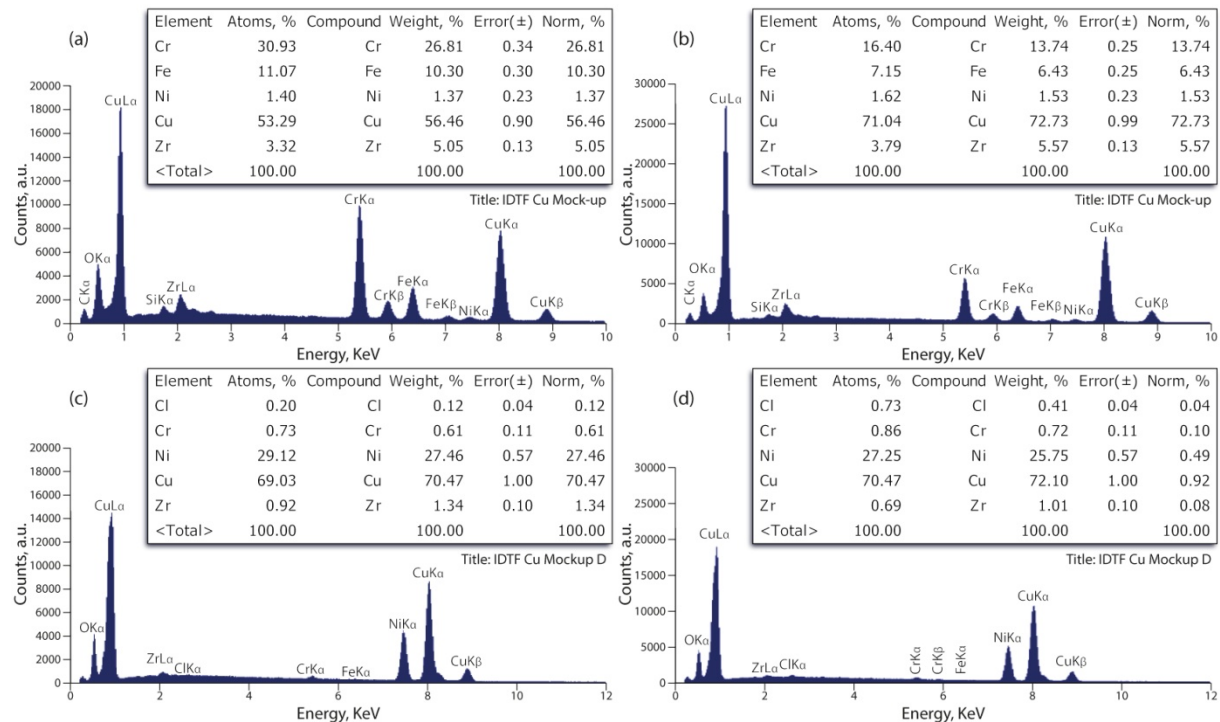 (a)
Element Atoms, % Compound Weight, % Error(±) Norm, %
Cr 30.93 Cr 26.81 0.34 26.81
Fe 11.07 Fe 10.30 0.30 10.30
Ni 1.40 Ni 1.37 0.23 1.37
Cu 53.29 Cu 56.46 0.90 56.46
Zr 3.32 Zr 5.05 0.13 5.05
<Total> 100.00 100.00 100.00
Title: IDTF Cu Mock-up
Counts, a.u.
20000
18000
16000
14000
12000
10000
8000
6000
4000
2000
0
CKα
OKα
CuLα
SiKα
ZrLα
CrKα
CrKβ
FeKα
FeKβ
NiKα
CuKα
CuKβ
0 1 2 3 4 5 6 7 8 9 10
Energy, KeV
(b)
Element Atoms, % Compound Weight, % Error(±) Norm, %
Cr 16.40 Cr 13.74 0.25 13.74
Fe 7.15 Fe 6.43 0.25 6.43
Ni 1.62 Ni 1.53 0.23 1.53
Cu 71.04 Cu 72.73 0.99 72.73
Zr 3.79 Zr 5.57 0.13 5.57
<Total> 100.00 100.00 100.00
Title: IDTF Cu Mock-up
Counts, a.u.
30000
25000
20000
15000
10000
5000
0
CKα
OKα
CuLα
SiKα
ZrLα
CrKα
CrKβ
FeKα
FeKβ
NiKα
CuKα
CuKβ
0 1 2 3 4 5 6 7 8 9 10
Energy, KeV
(c)
Element Atoms, % Compound Weight, % Error(±) Norm, %
Cl 0.20 Cl 0.12 0.04 0.12
Cr 0.73 Cr 0.61 0.11 0.61
Ni 29.12 Ni 27.46 0.57 27.46
Cu 69.03 Cu 70.47 1.00 70.47
Zr 0.92 Zr 1.34 0.10 1.34
<Total> 100.00 100.00 100.00
Title: IDTF Cu Mockup D
Counts, a.u.
20000
18000
16000
14000
12000
10000
8000
6000
4000
2000
0
OKα
CuLα
ZrLα
ClKα
CrKα
FeKα
NiKα
CuKα
CuKβ
0 2 4 6 8 10 12
Energy, KeV
(d)
Element Atoms, % Compound Weight, % Error(±) Norm, %
Cl 0.73 Cl 0.41 0.04 0.04
Cr 0.86 Cr 0.72 0.11 0.10
Ni 27.25 Ni 25.75 0.57 0.49
Cu 70.47 Cu 72.10 1.00 0.92
Zr 0.69 Zr 1.01 0.10 0.08
<Total> 100.00 100.00 100.00
Title: IDTF Cu Mockup D
Counts, a.u.
30000
25000
20000
15000
10000
5000
0
OKα
CuLα
ZrLα
ClKα
CrKα
CrKβ
FeKα
NiKα
CuKα
CuKβ
0 2 4 6 8 10 12
Energy, KeV